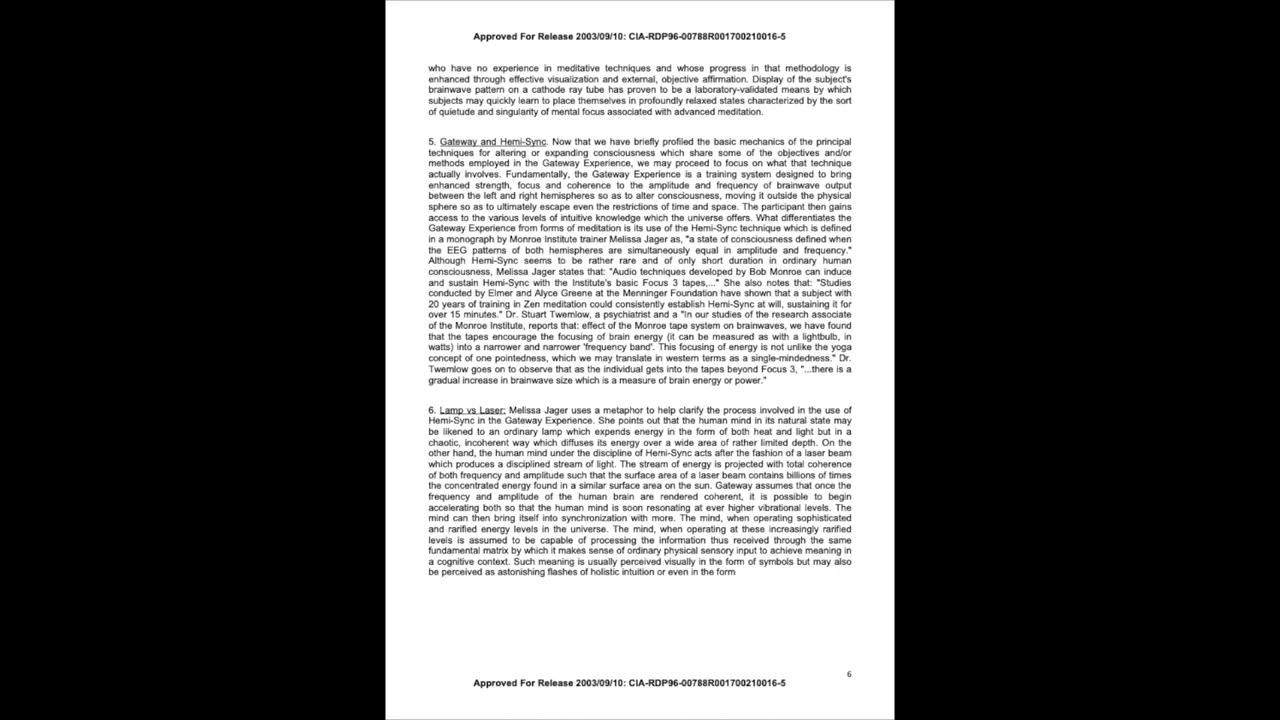 Approved For Release 2003/09/10: CIA-RDP96-00788R001700210016-5
who have no experience in meditative techniques and whose progress in that methodology is
enhanced through effective visualization and external, objective affirmation. Display of the subject's
brainwave pattern on a cathode ray tube has proven to be a laboratory-validated means by which
subjects may quickly learn to place themselves in profoundly relaxed states characterized by the sort
of quietude and singularity of mental focus associated with advanced meditation.
5. Gateway and Hemi-Sync. Now that we have briefly profiled the basic mechanics of the principal
techniques for altering or expanding consciousness which share some of the objectives and/or
methods employed in the Gateway Experience, we may proceed to focus on what that technique
actually involves. Fundamentally, the Gateway Experience is a training system designed to bring
enhanced strength, focus and coherence to the amplitude and frequency of brainwave output
between the left and right hemispheres so as to alter consciousness, moving it outside the physical
sphere so as to ultimately escape even the restrictions of time and space. The participant then gains
access to the various levels of intuitive knowledge which the universe offers. What differentiates the
Gateway Experience from forms of meditation is its use of the Hemi-Sync technique which is defined
in a monograph by Monroe Institute trainer Melissa Jager as, "a state of consciousness defined when
the EEG patterns of both hemispheres are simultaneously equal in amplitude and frequency."
Although Hemi-Sync seems to be rather rare and of only short duration in ordinary human
consciousness, Melissa Jager states that: "Audio techniques developed by Bob Monroe can induce
and sustain Hemi-Sync with the Institute's basic Focus 3 tapes,..." She also notes that: "Studies
conducted by Elmer and Alyce Greene at the Menninger Foundation have shown that a subject with
20 years of training in Zen meditation could consistently establish Hemi-Sync at will, sustaining it for
over 15 minutes." Dr. Stuart Twemlow, a psychiatrist and a "In our studies of the research associate
of the Monroe Institute, reports that: effect of the Monroe tape system on brainwaves, we have found
that the tapes encourage the focusing of brain energy (it can be measured as with a lightbulb, in
watts) into a narrower and narrower 'frequency band'. This focusing of energy is not unlike the yoga
concept of one pointedness, which we may translate in western terms as a single-mindedness." Dr.
Twemlow goes on to observe that as the individual gets into the tapes beyond Focus 3, "...there is a
gradual increase in brainwave size which is a measure of brain energy or power."
6. Lamp vs Laser: Melissa Jager uses a metaphor to help clarify the process involved in the use of
Hemi-Sync in the Gateway Experience. She points out that the human mind in its natural state may
be likened to an ordinary lamp which expends energy in the form of both heat and light but in a
chaotic, incoherent way which diffuses its energy over a wide area of rather limited depth. On the
other hand, the human mind under the discipline of Hemi-Sync acts after the fashion of a laser beam
which produces a disciplined stream of light. The stream of energy is projected with total coherence
of both frequency and amplitude such that the surface area of a laser beam contains billions of times
the concentrated energy found in a similar surface area on the sun. Gateway assumes that once the
frequency and amplitude of the human brain are rendered coherent, it is possible to begin
accelerating both so that the human mind is soon resonating at ever higher vibrational levels. The
mind can then bring itself into synchronization with more. The mind, when operating sophisticated
and rarified energy levels in the universe. The mind, when operating at these increasingly rarified
levels is assumed to be capable of processing the information thus received through the same
fundamental matrix by which it makes sense of ordinary physical sensory input to achieve meaning in
a cognitive context. Such meaning is usually perceived visually in the form of symbols but may also
be perceived as astonishing flashes of holistic intuition or even in the form
6
Approved For Release 2003/09/10: CIA-RDP96-00788R001700210016-5